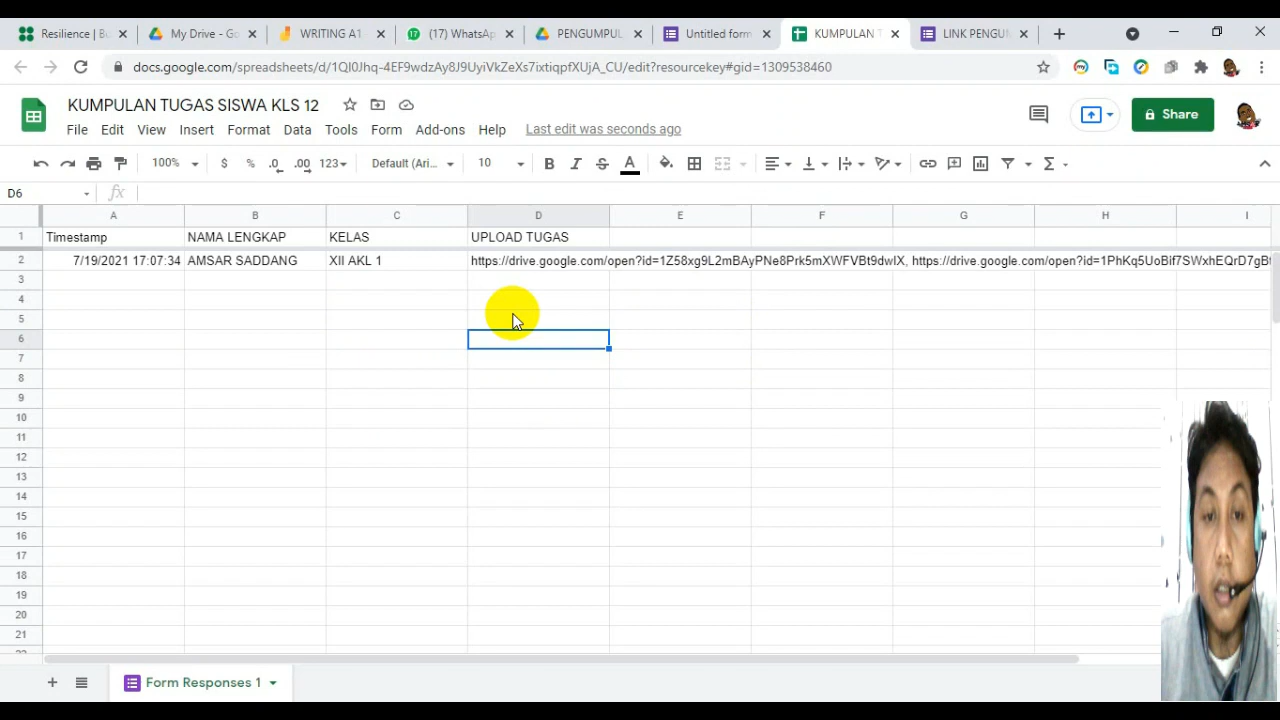 Resilience | Bu
My Drive - Go
WRITING A1
(17) WhatsAp
PENGUMPUL
Untitled form
KUMPULAN T
LINK PENGUM
docs.google.com/spreadsheets/d/1QI0Jhq-4EF9wdzAy8J9UyiVkZeXs7ixtiqpfXUjA_CU/edit?resourcekey#gid=1309538460
KUMPULAN TUGAS SISWA KLS 12
File Edit View Insert Format Data Tools Form Add-ons Help Last edit was seconds ago
Share
100% $ % .0 .00 123 Default (Ari... 10 B I S A
D6 fx
A B C D E F G H I
1 Timestamp NAMA LENGKAP KELAS UPLOAD TUGAS
2 7/19/2021 17:07:34 AMSAR SADDANG XII AKL 1 https://drive.google.com/open?id=1Z58xg9L2mBAyPNe8Prk5mXWFVBt9dwIX, https://drive.google.com/open?id=1PhKq5UoBif7SWxhEQrD7gBt
3
4
5
6
7
8
9
10
11
12
13
14
15
16
17
18
19
20
21
Form Responses 1